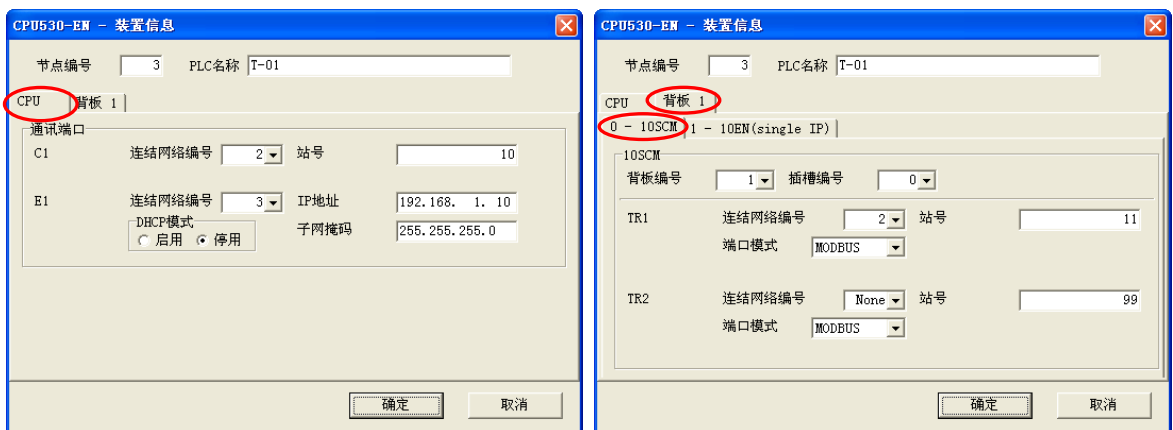 CPU530-EN - 装置信息
节点编号 3 PLC名称 T-01
CPU 背板 1
通讯端口
C1 连结网络编号 2 站号 10
E1 连结网络编号 3 IP地址 192.168. 1. 10
DHCP模式
启用 停用
子网掩码 255.255.255.0
确定 取消
CPU530-EN - 装置信息
节点编号 3 PLC名称 T-01
CPU 背板 1
0 - 10SCM 1 - 10EN(single IP)
10SCM
背板编号 1 插槽编号 0
TR1 连结网络编号 2 站号 11
端口模式 MODBUS
TR2 连结网络编号 None 站号 99
端口模式 MODBUS
确定 取消